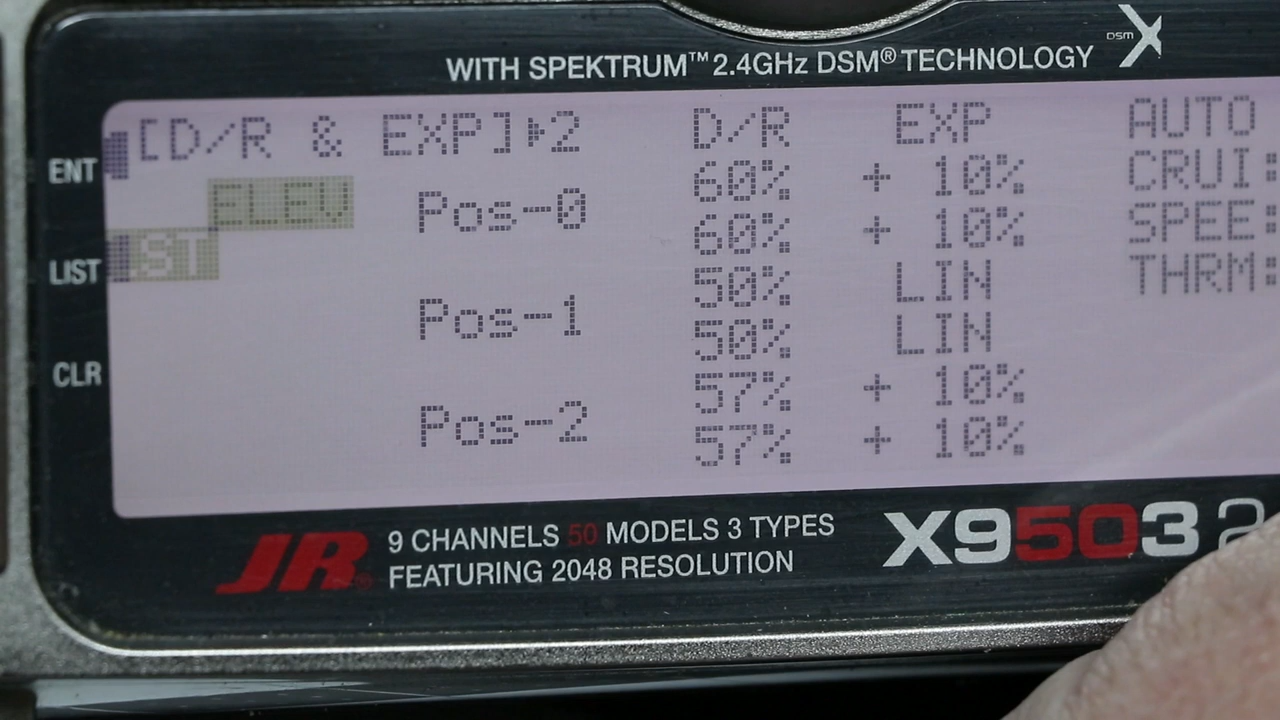 WITH SPEKTRUM™ 2.4GHz DSM® TECHNOLOGY
DSM X
[D/R & EXP] 2 D/R EXP AUTO
ENT
60% + 10% CRUI:
ELEV Pos-0
60% + 10% SPEE:
LIST
50% LIN THRM:
Pos-1
50% LIN
CLR
57% + 10%
Pos-2
57% + 10%
JR®
9 CHANNELS 50 MODELS 3 TYPES
FEATURING 2048 RESOLUTION
X9503